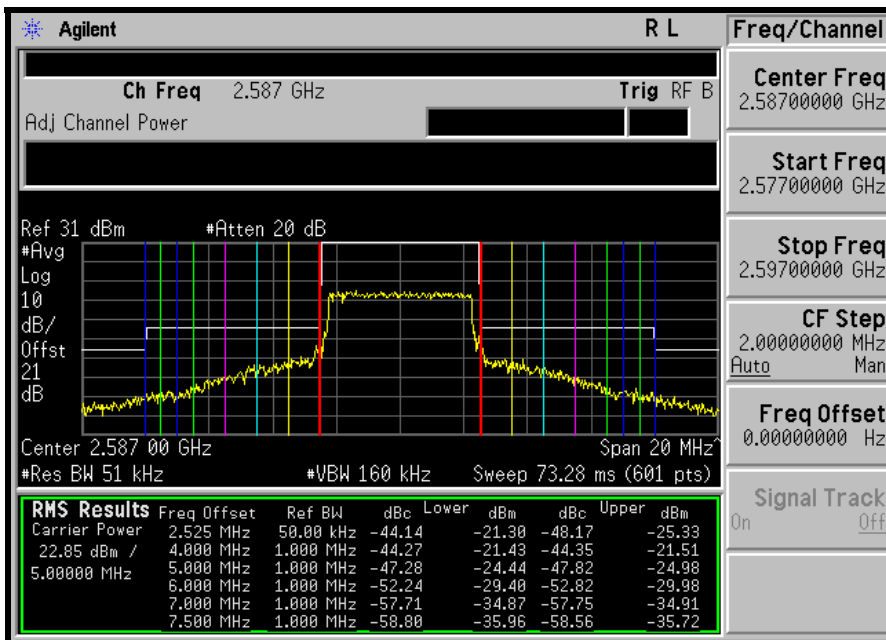 Agilent R L Freq/Channel
Ch Freq 2.587 GHz Trig RF B
Adj Channel Power
Center Freq
2.58700000 GHz
Start Freq
2.57700000 GHz
Stop Freq
2.59700000 GHz
CF Step
2.00000000 MHz
Auto Man
Freq Offset
0.00000000 Hz
Signal Track
On Off
Ref 31 dBm #Atten 20 dB
#Avg
Log
10
dB/
Offst
21
dB
Center 2.587 00 GHz Span 20 MHz^
#Res BW 51 kHz #VBW 160 kHz Sweep 73.28 ms (601 pts)
RMS Results Freq Offset Ref BW dBc Lower dBm dBc Upper dBm
Carrier Power 2.525 MHz 50.00 kHz -44.14 -21.30 -48.17 -25.33
22.85 dBm / 4.000 MHz 1.000 MHz -44.27 -21.43 -44.35 -21.51
5.00000 MHz 5.000 MHz 1.000 MHz -47.28 -24.44 -47.82 -24.98
6.000 MHz 1.000 MHz -52.24 -29.40 -52.82 -29.98
7.000 MHz 1.000 MHz -57.71 -34.87 -57.75 -34.91
7.500 MHz 1.000 MHz -58.80 -35.96 -58.56 -35.72